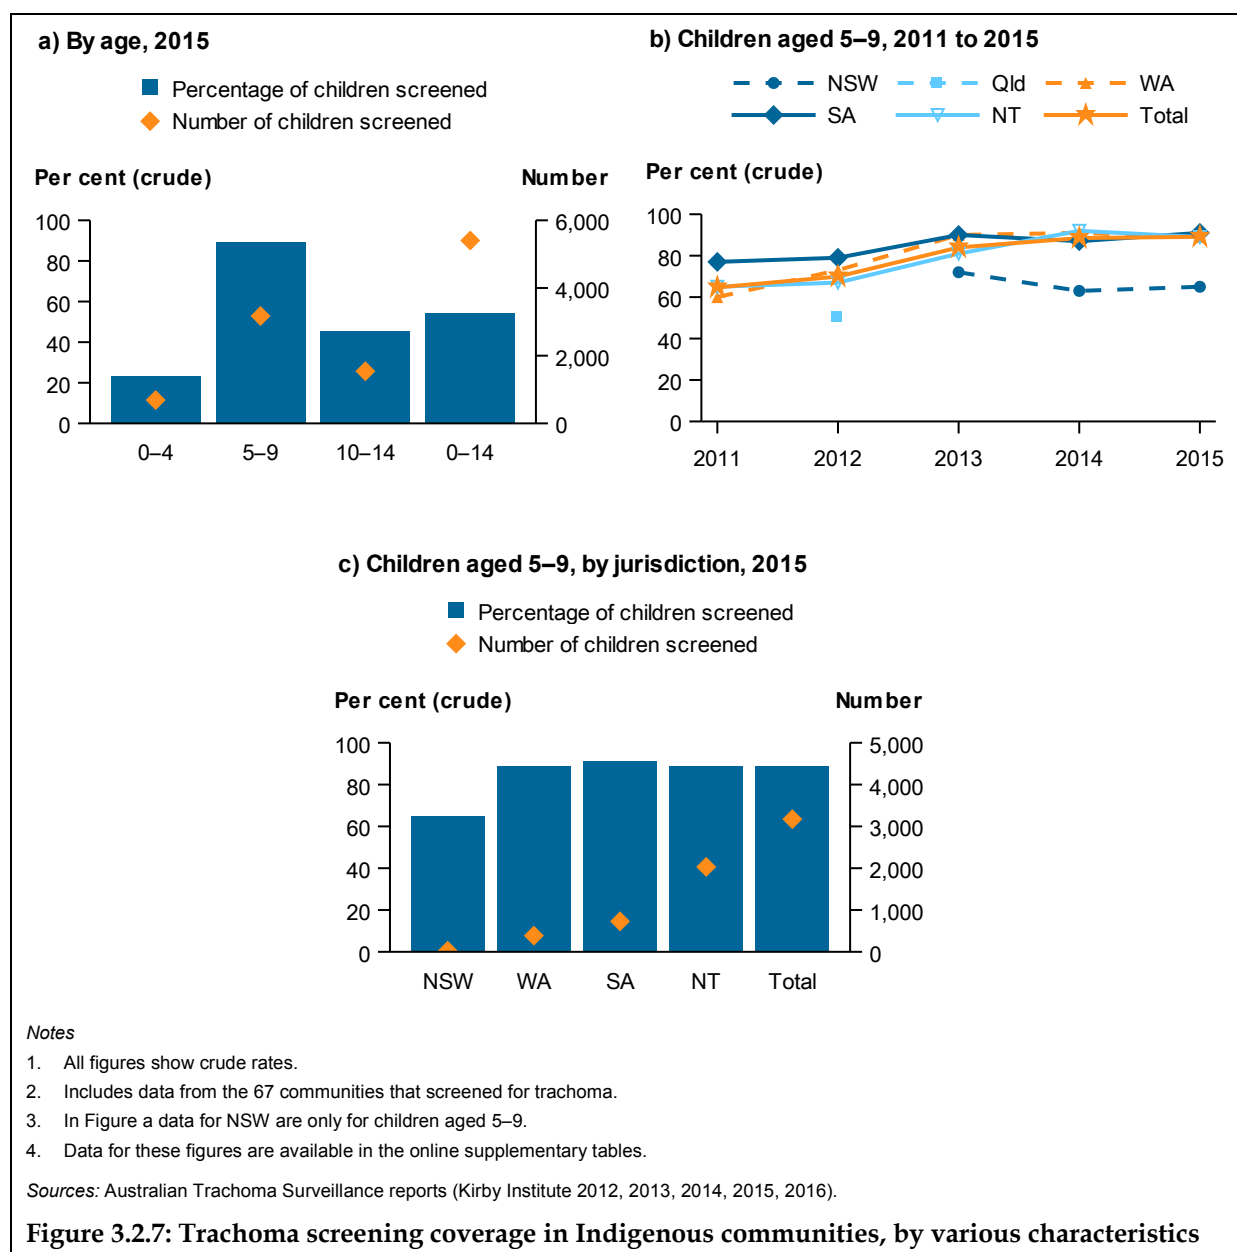 a) By age, 2015
Percentage of children screened
Number of children screened
Per cent (crude)
Number
100
80
60
40
20
0
6,000
4,000
2,000
0
0–4
5–9
10–14
0–14
b) Children aged 5–9, 2011 to 2015
NSW
Qld
WA
SA
NT
Total
Per cent (crude)
100
80
60
40
20
0
2011
2012
2013
2014
2015
c) Children aged 5–9, by jurisdiction, 2015
Percentage of children screened
Number of children screened
Per cent (crude)
Number
100
80
60
40
20
0
5,000
4,000
3,000
2,000
1,000
0
NSW
WA
SA
NT
Total
Notes
1. All figures show crude rates.
2. Includes data from the 67 communities that screened for trachoma.
3. In Figure a data for NSW are only for children aged 5–9.
4. Data for these figures are available in the online supplementary tables.
Sources: Australian Trachoma Surveillance reports (Kirby Institute 2012, 2013, 2014, 2015, 2016).
Figure 3.2.7: Trachoma screening coverage in Indigenous communities, by various characteristics